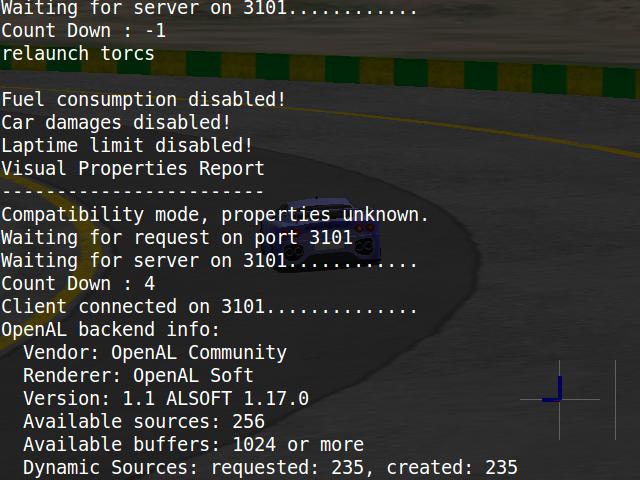 Waiting for server on 3101............
Count Down : -1
relaunch torcs
Fuel consumption disabled!
Car damages disabled!
Laptime limit disabled!
Visual Properties Report
------------------------
Compatibility mode, properties unknown.
Waiting for request on port 3101
Waiting for server on 3101............
Count Down : 4
Client connected on 3101..............
OpenAL backend info:
  Vendor: OpenAL Community
  Renderer: OpenAL Soft
  Version: 1.1 ALSOFT 1.17.0
  Available sources: 256
  Available buffers: 1024 or more
  Dynamic Sources: requested: 235, created: 235